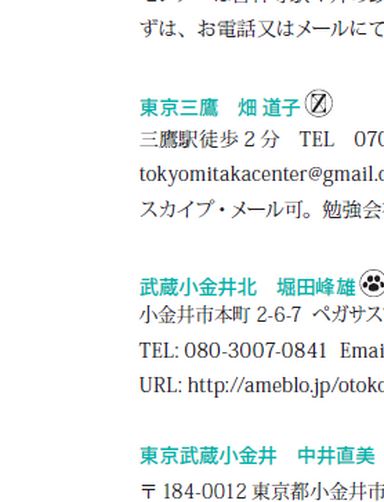 ずは、お電話又はメールにて
東京三鷹　畑 道子 Ⓩ
三鷹駅徒歩 2 分　TEL　070
tokyomitakacenter@gmail.c
スカイプ・メール可。勉強会
武蔵小金井北　堀田峰雄
小金井市本町 2-6-7 ペガサス
TEL: 080-3007-0841 Emai
URL: http://ameblo.jp/otoko
東京武蔵小金井　中井直美
〒 184-0012 東京都小金井市